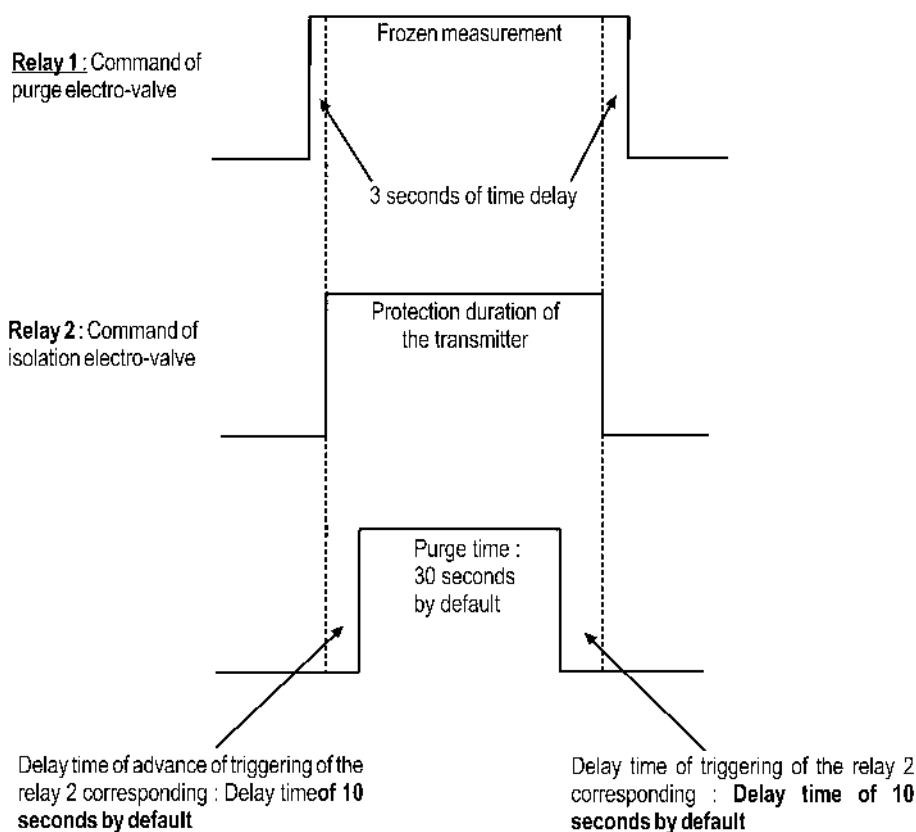 Frozen measurement
Relay 1 : Command of
purge electro-valve
3 seconds of time delay
Protection duration of
the transmitter
Relay 2 : Command of
isolation electro-valve
Purge time :
30 seconds
by default
Delay time of advance of triggering of the
relay 2 corresponding : Delay timeof 10
seconds by default
Delay time of triggering of the relay 2
corresponding : Delay time of 10
seconds by default